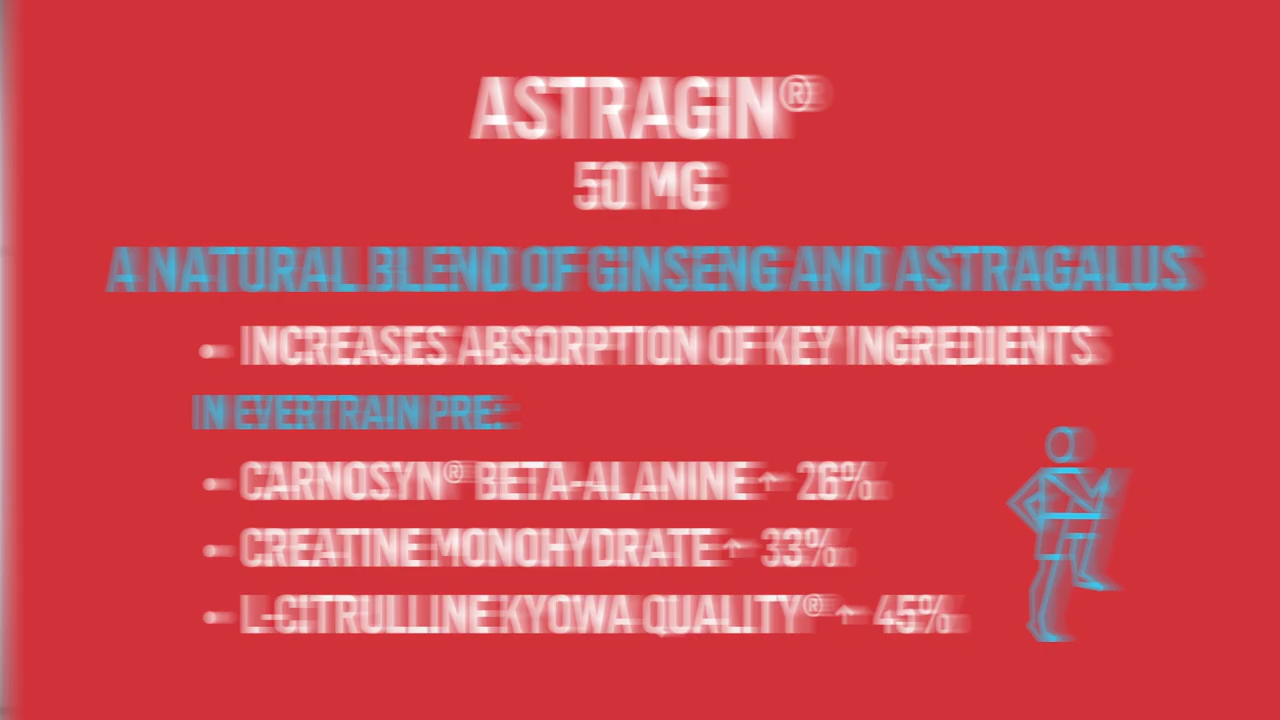 ASTRAGIN®
50 MG
A NATURAL BLEND OF GINSENG AND ASTRAGALUS
• INCREASES ABSORPTION OF KEY INGREDIENTS
IN EVERTRAIN PRE:
• CARNOSYN® BETA-ALANINE ↑ 26%
• CREATINE MONOHYDRATE ↑ 33%
• L-CITRULLINE KYOWA QUALITY® ↑ 45%